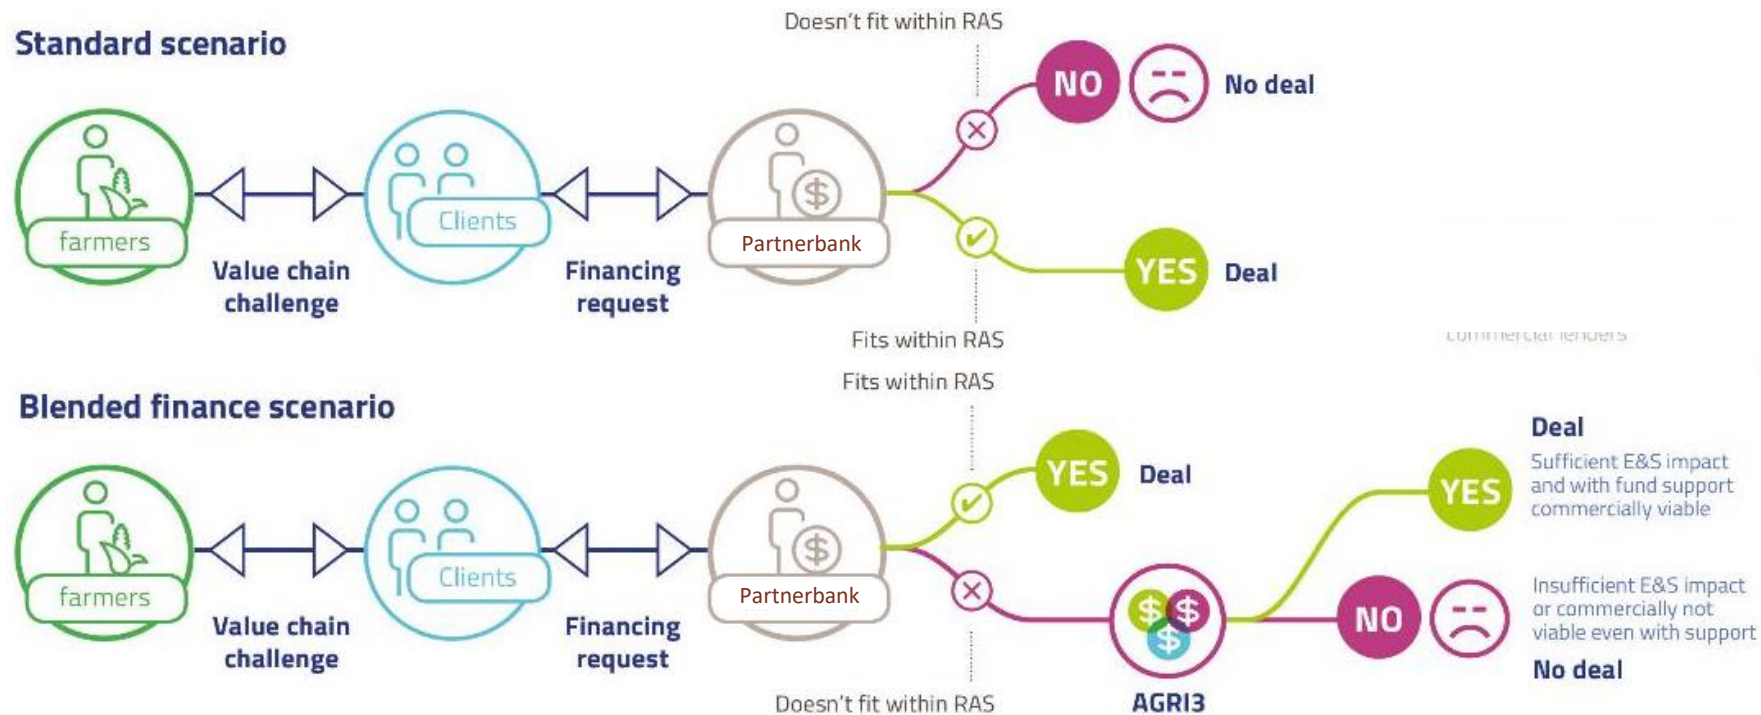 Standard scenario
Doesn't fit within RAS
NO
No deal
farmers
Clients
Partnerbank
$
Value chain
challenge
Financing
request
YES
Deal
Fits within RAS
commercial lenders
Blended finance scenario
Fits within RAS
YES
Deal
farmers
Clients
Partnerbank
$
Value chain
challenge
Financing
request
Doesn't fit within RAS
$ $
$
AGRI3
YES
Deal
Sufficient E&S impact
and with fund support
commercially viable
NO
Insufficient E&S impact
or commercially not
viable even with support
No deal